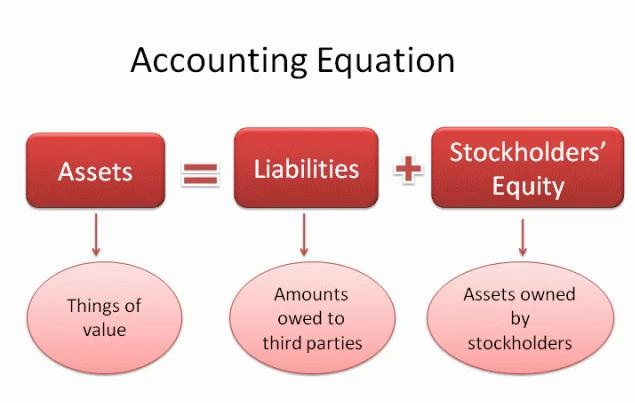 Accounting Equation
Assets
=
Liabilities
+
Stockholders’
Equity
Things of
value
Amounts
owed to
third parties
Assets owned
by
stockholders